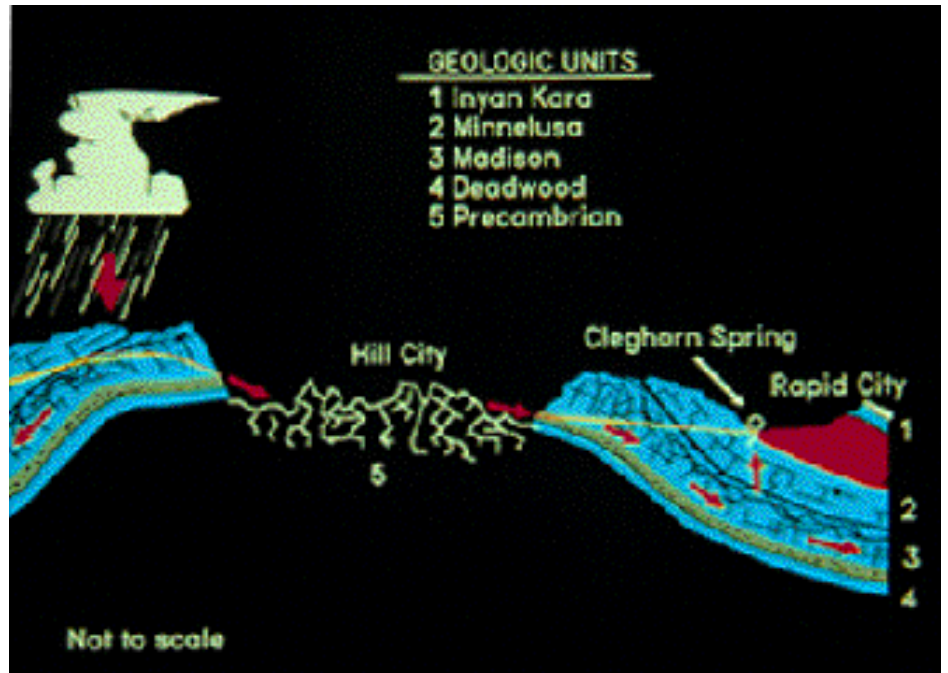 GEOLOGIC UNITS
1 Inyan Kara
2 Minnelusa
3 Madison
4 Deadwood
5 Precambrian
Hill City
Cleghorn Spring
Rapid City
1
5
2
3
4
Not to scale